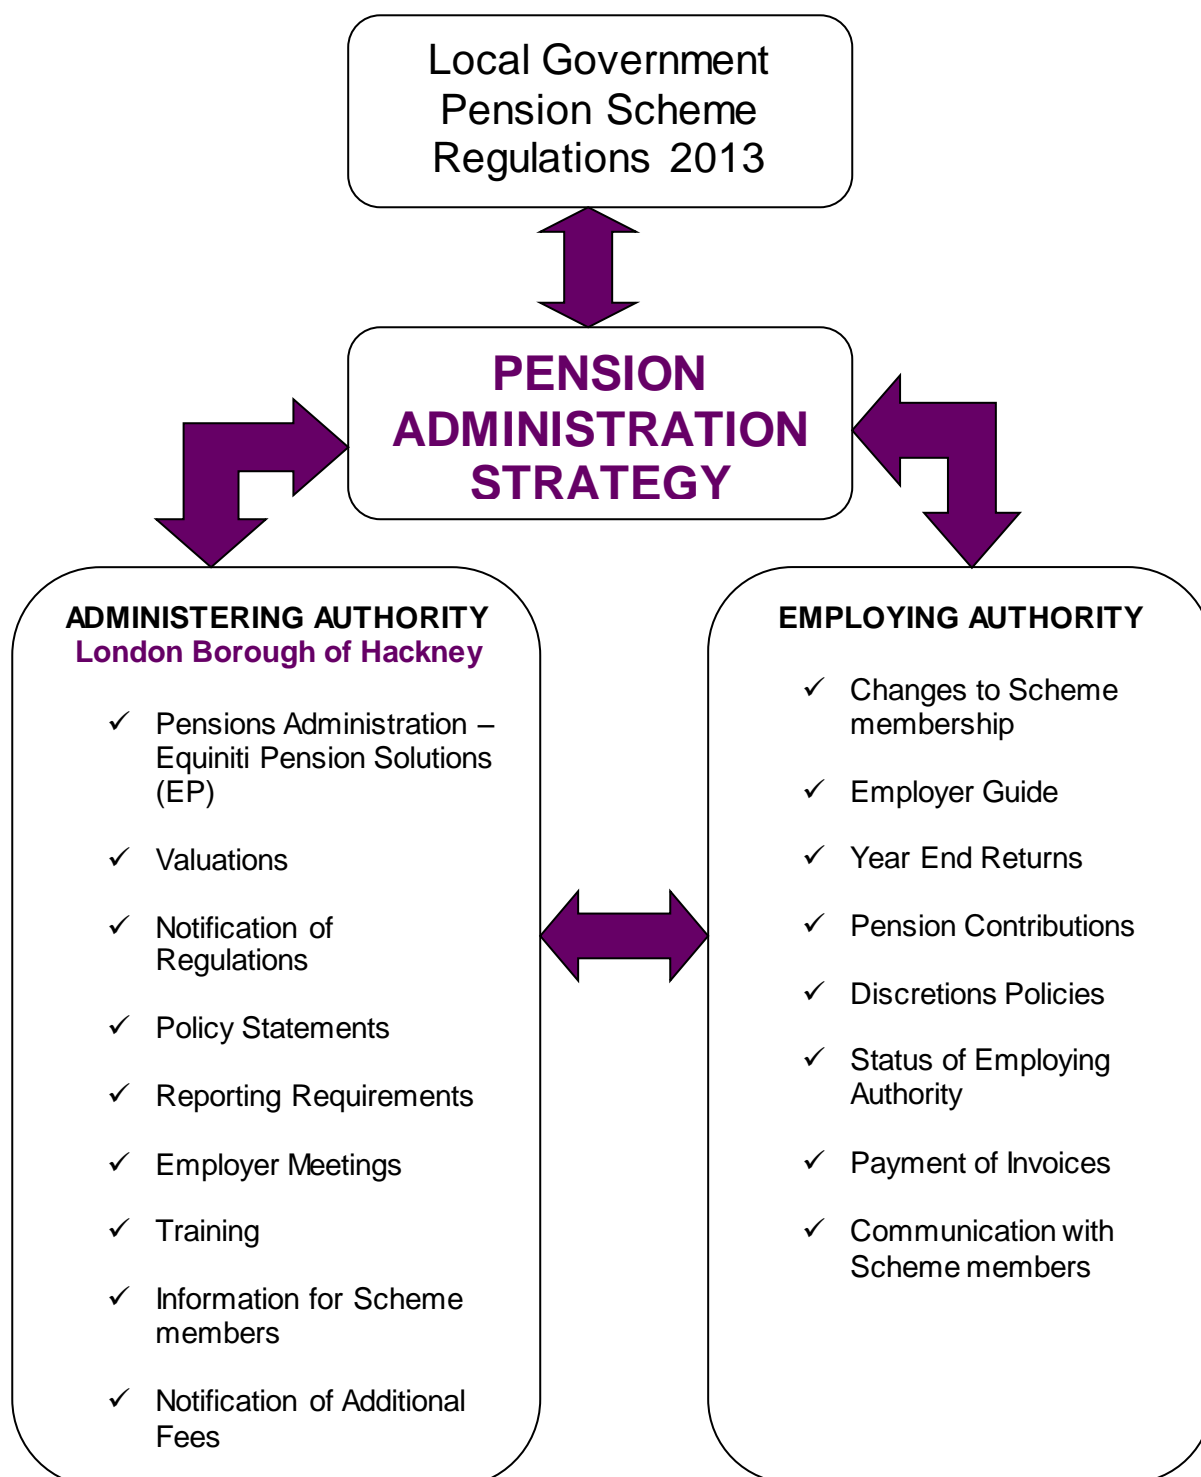 Local Government
Pension Scheme
Regulations 2013
PENSION
ADMINISTRATION
STRATEGY
ADMINISTERING AUTHORITY
London Borough of Hackney
✓ Pensions Administration –
Equiniti Pension Solutions
(EP)
✓ Valuations
✓ Notification of
Regulations
✓ Policy Statements
✓ Reporting Requirements
✓ Employer Meetings
✓ Training
✓ Information for Scheme
members
✓ Notification of Additional
Fees
EMPLOYING AUTHORITY
✓ Changes to Scheme
membership
✓ Employer Guide
✓ Year End Returns
✓ Pension Contributions
✓ Discretions Policies
✓ Status of Employing
Authority
✓ Payment of Invoices
✓ Communication with
Scheme members